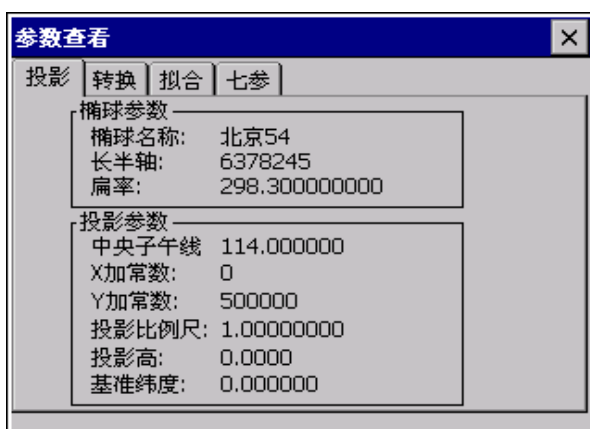 参数查看
投影 转换 拟合 七参
椭球参数
椭球名称: 北京54
长半轴: 6378245
扁率: 298.300000000
投影参数
中央子午线 114.000000
X加常数: 0
Y加常数: 500000
投影比例尺: 1.00000000
投影高: 0.0000
基准纬度: 0.000000